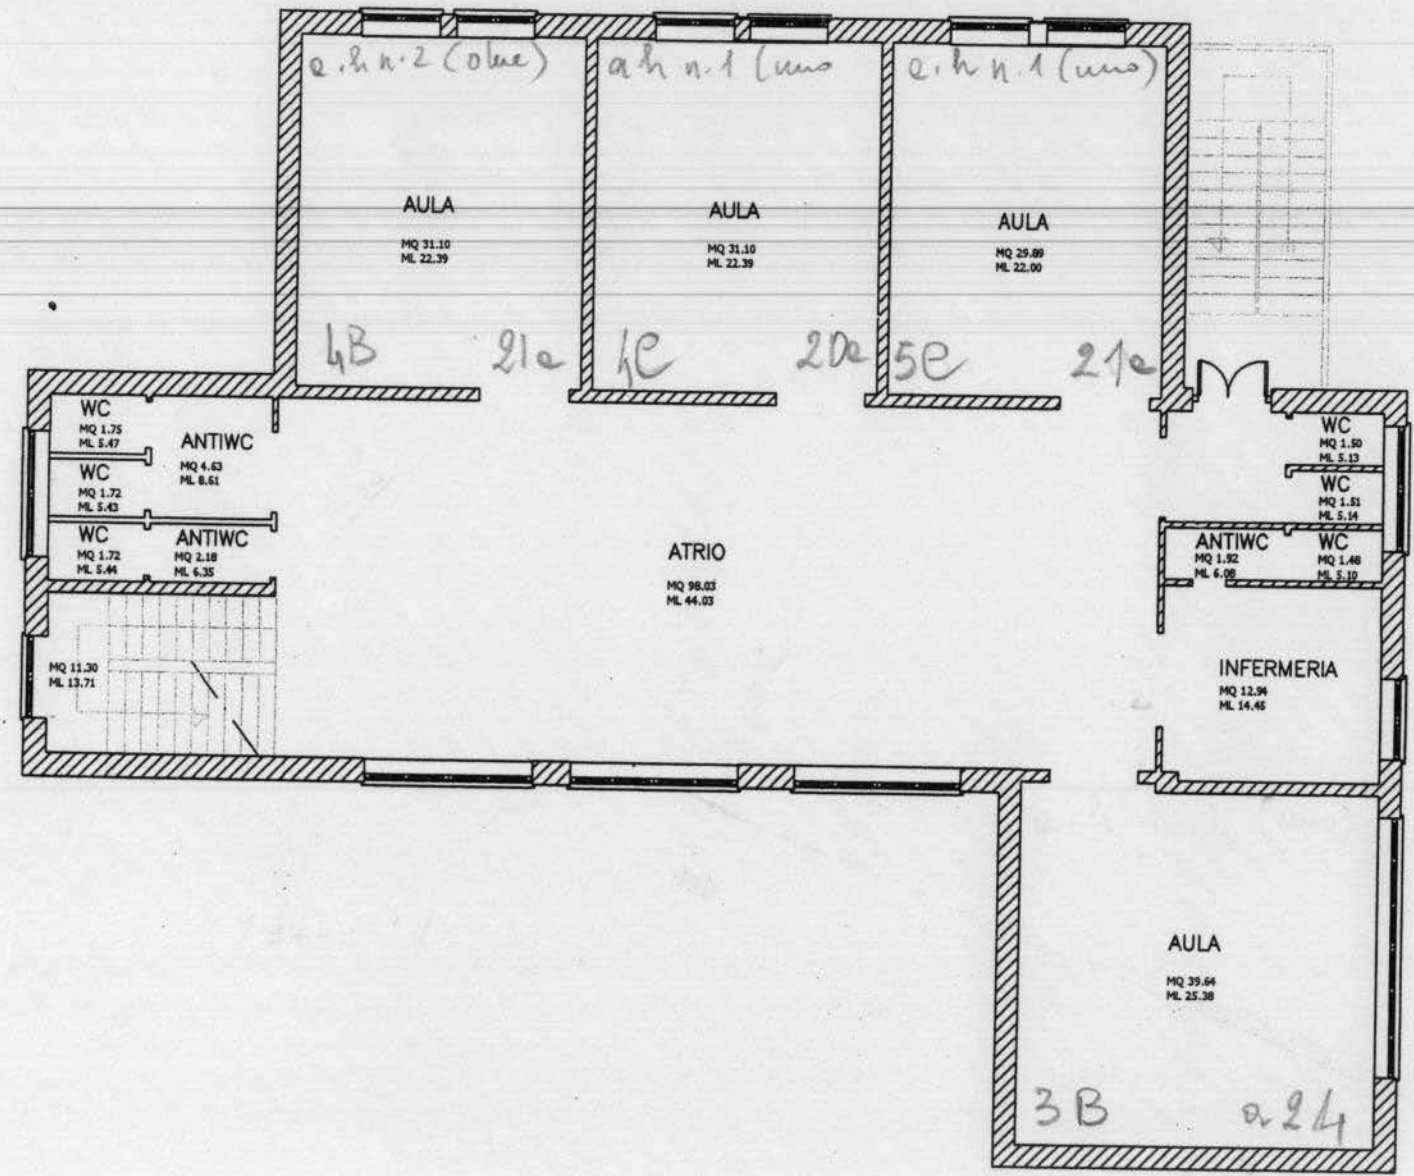 a.h n.2 (due)
a h n.1 (uno
a.h n.1 (uno)
AULA
MQ 31.10
ML 22.39
AULA
MQ 31.10
ML 22.39
AULA
MQ 29.89
ML 22.00
4B 21a
4C 20a
5C 21a
WC
MQ 1.75
ML 5.47
ANTIWC
MQ 4.63
ML 8.61
WC
MQ 1.72
ML 5.43
WC
MQ 1.72
ML 5.44
ANTIWC
MQ 2.18
ML 6.35
MQ 11.30
ML 13.71
ATRIO
MQ 98.03
ML 44.03
WC
MQ 1.50
ML 5.13
WC
MQ 1.51
ML 5.14
ANTIWC
MQ 1.92
ML 6.08
WC
MQ 1.48
ML 5.10
INFERMERIA
MQ 12.94
ML 14.45
AULA
MQ 39.64
ML 25.38
3B a 24